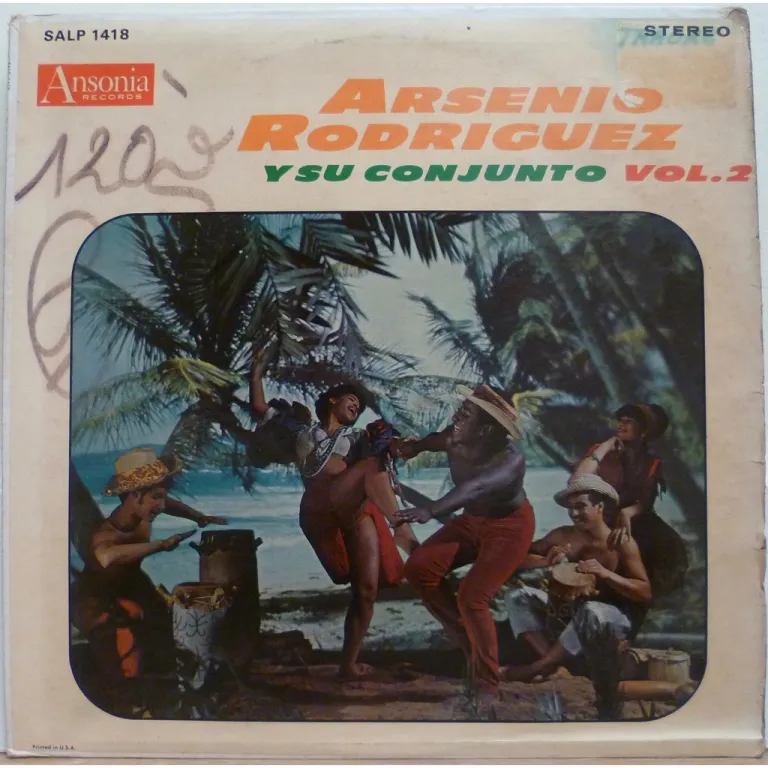 SALP 1418
STEREO
Ansonia
RECORDS
ARSENIO
RODRIGUEZ
Y SU CONJUNTO VOL. 2
120
Printed in U.S.A.